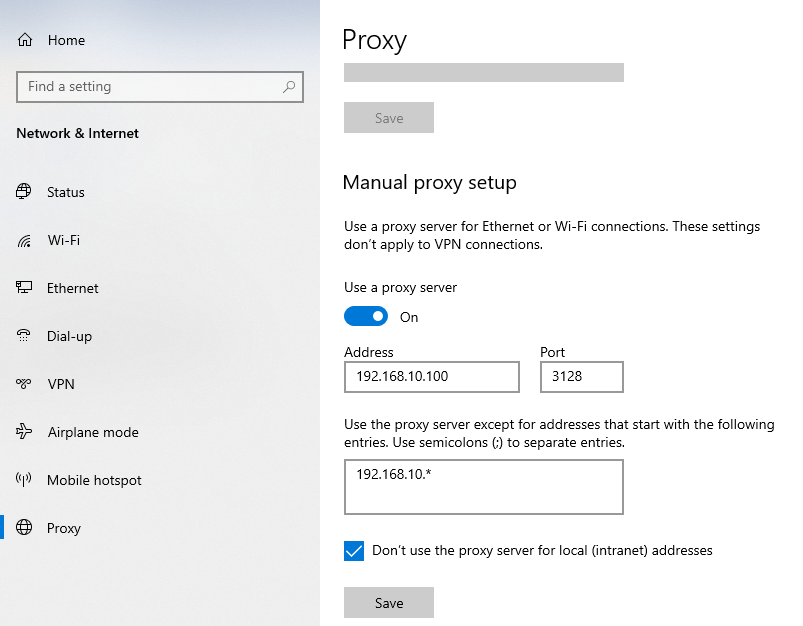 Home
Find a setting
Network & Internet
Status
Wi-Fi
Ethernet
Dial-up
VPN
Airplane mode
Mobile hotspot
Proxy
Proxy
Save
Manual proxy setup
Use a proxy server for Ethernet or Wi-Fi connections. These settings
don't apply to VPN connections.
Use a proxy server
On
Address
Port
192.168.10.100
3128
Use the proxy server except for addresses that start with the following
entries. Use semicolons (;) to separate entries.
192.168.10.*
Don't use the proxy server for local (intranet) addresses
Save